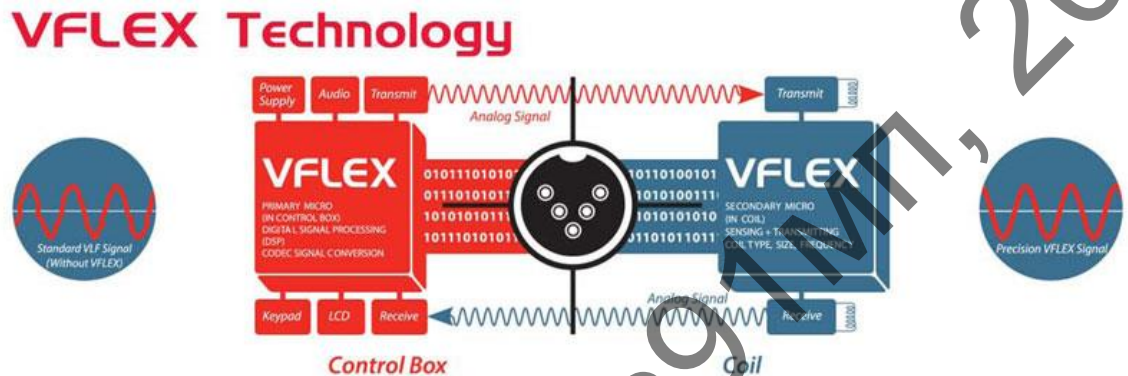 VFLEX Technology
Power
Supply
Audio
Transmit
Analog Signal
Transmit
VFLEX
PRIMARY MICRO
(IN CONTROL BOX)
DIGITAL SIGNAL PROCESSING
(DSP)
CODEC SIGNAL CONVERSION
VFLEX
SECONDARY MICRO
(IN COIL)
SENSING + TRANSMITTING
COIL TYPE, SIZE, FREQUENCY
Standard VLF Signal
(Without VFLEX)
Precision VFLEX Signal
Keypad
LCD
Receive
Analog Signal
Receive
Control Box
Coil